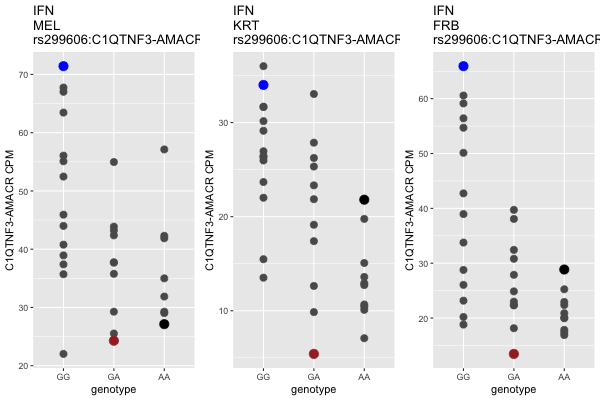 IFN
MEL
rs299606:C1QTNF3-AMACR
C1QTNF3-AMACR CPM
70
60
50
40
30
20
GG
GA
AA
genotype
IFN
KRT
rs299606:C1QTNF3-AMACR
C1QTNF3-AMACR CPM
30
20
10
GG
GA
AA
genotype
IFN
FRB
rs299606:C1QTNF3-AMACR
C1QTNF3-AMACR CPM
60
40
20
GG
GA
AA
genotype